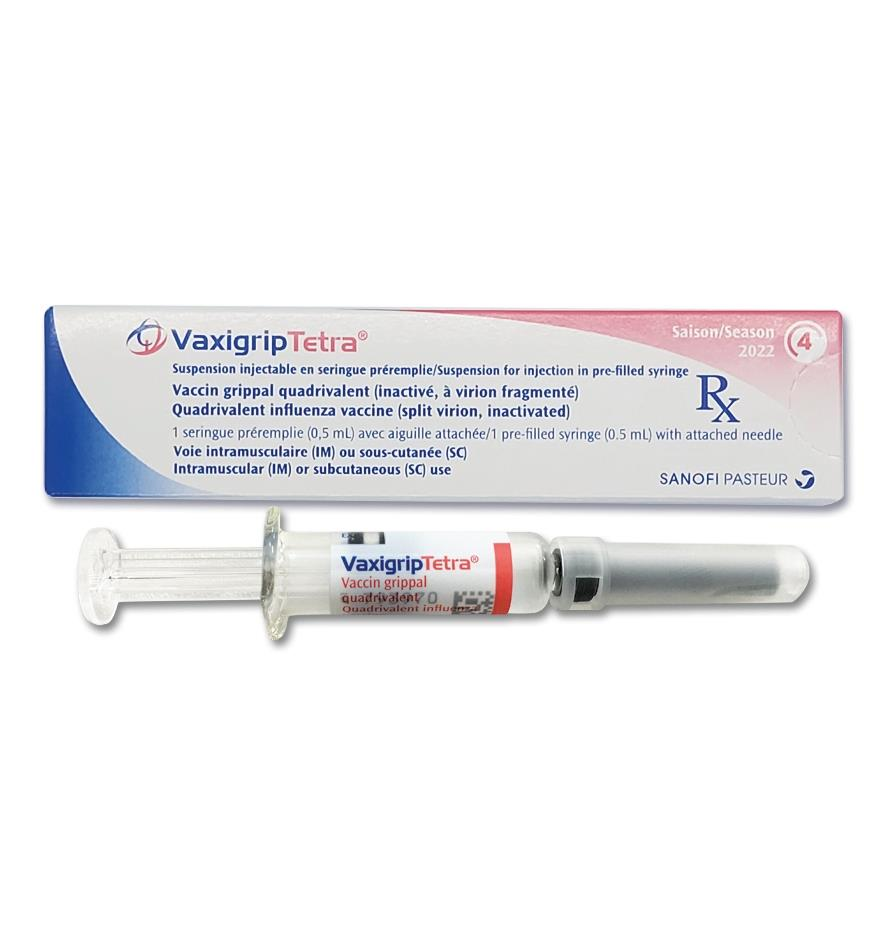 VaxigripTetra®
Saison/Season
2022
4
Suspension injectable en seringue préremplie/Suspension for injection in pre-filled syringe
Vaccin grippal quadrivalent (inactivé, à virion fragmenté)
Quadrivalent influenza vaccine (split virion, inactivated)
Rx
1 seringue préremplie (0,5 mL) avec aiguille attachée/1 pre-filled syringe (0.5 mL) with attached needle
Voie intramusculaire (IM) ou sous-cutanée (SC)
Intramuscular (IM) or subcutaneous (SC) use
SANOFI PASTEUR
VaxigripTetra®
Vaccin grippal
quadrivalent
Quadrivalent